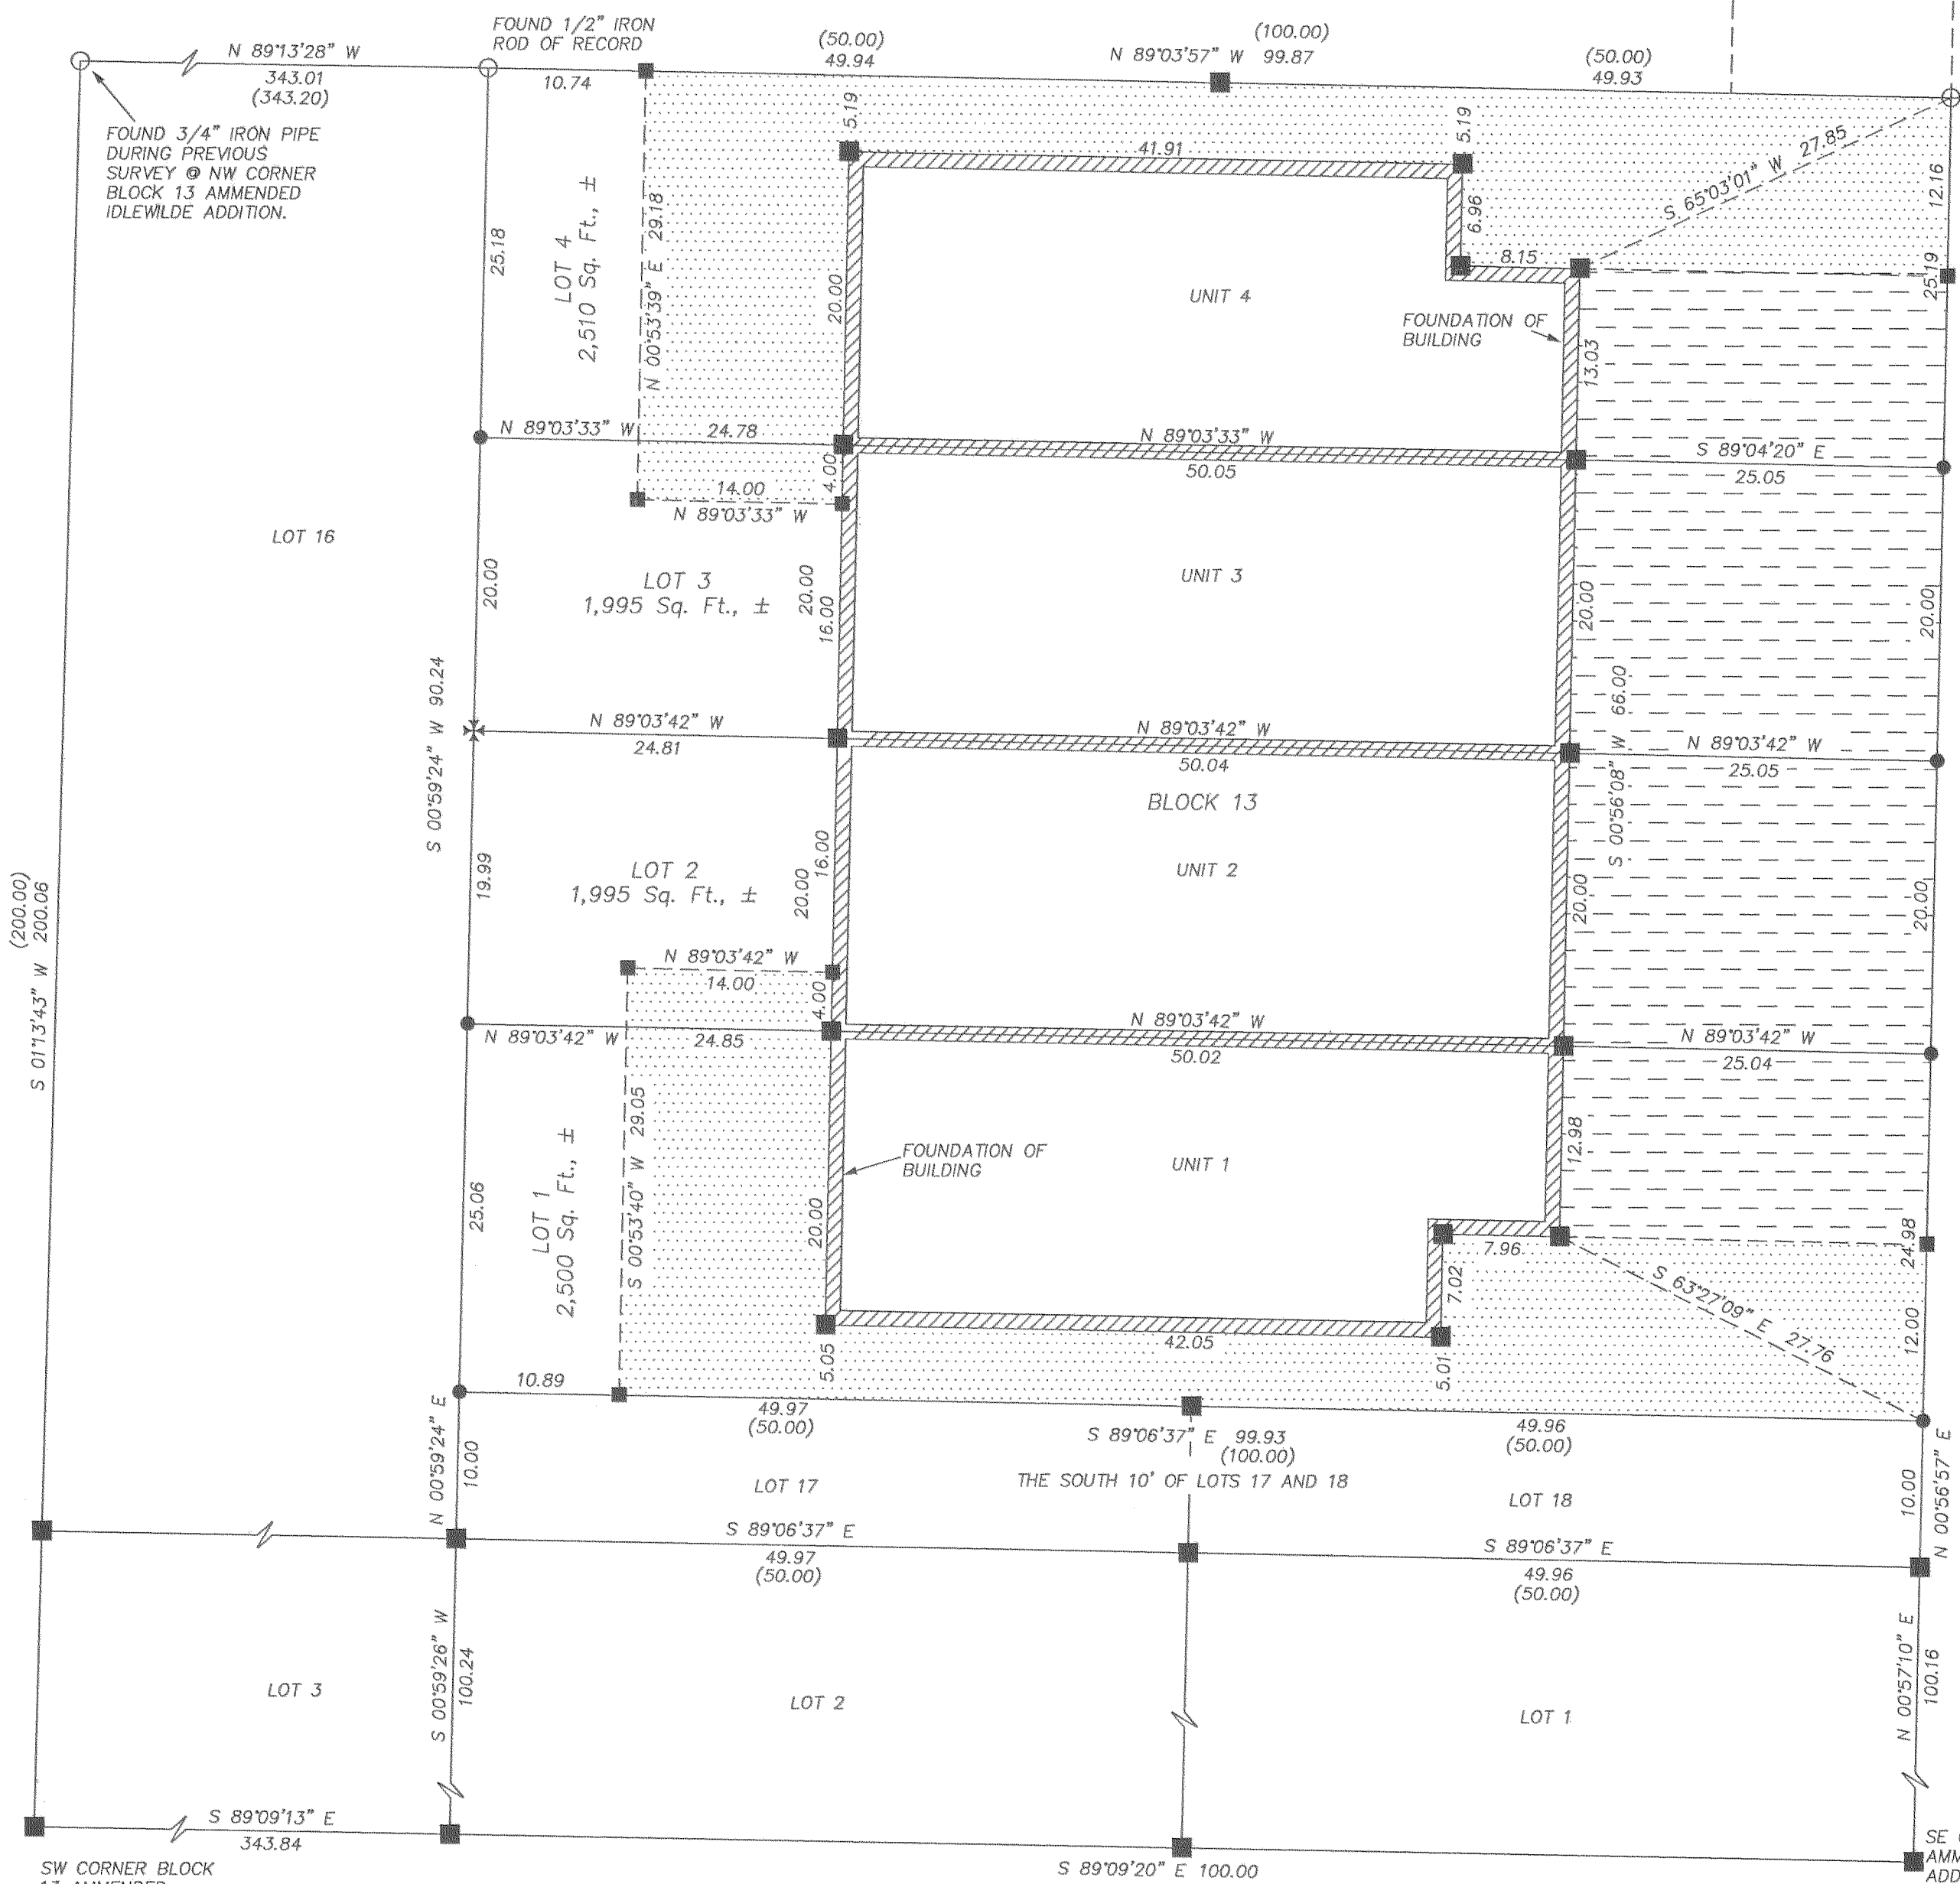 FOUND 1/2" IRON
ROD OF RECORD
N 89°13'28" W
343.01
(343.20)
10.74
(50.00)
49.94
(100.00)
N 89°03'57" W 99.87
(50.00)
49.93
FOUND 3/4" IRON PIPE
DURING PREVIOUS
SURVEY @ NW CORNER
BLOCK 13 AMMENDED
IDLEWILDE ADDITION.
5.19
41.91
5.19
S 65°03'01" W 27.85
12.16
25.18
LOT 4
2,510 Sq. Ft., ±
N 00°53'39" E 29.18
20.00
6.96
8.15
25.19
UNIT 4
FOUNDATION OF
BUILDING
13.03
N 89°03'33" W
24.78
N 89°03'33" W
50.05
S 89°04'20" E
25.05
4.00
14.00
N 89°03'33" W
LOT 16
20.00
LOT 3
1,995 Sq. Ft., ±
20.00
16.00
UNIT 3
20.00
20.00
S 00°59'24" W 90.24
S 00°56'08" W 66.00
N 89°03'42" W
24.81
N 89°03'42" W
50.04
N 89°03'42" W
25.05
BLOCK 13
19.99
LOT 2
1,995 Sq. Ft., ±
20.00
16.00
UNIT 2
20.00
20.00
(200.00)
S 01°13'43" W 200.06
N 89°03'42" W
14.00
4.00
N 89°03'42" W
24.85
N 89°03'42" W
50.02
N 89°03'42" W
25.04
25.06
LOT 1
2,500 Sq. Ft., ±
S 00°53'40" W 29.05
20.00
FOUNDATION OF
BUILDING
UNIT 1
12.98
7.96
7.02
24.98
S 63°27'09" E 27.76
12.00
5.05
42.05
5.01
10.89
49.97
(50.00)
S 89°06'37" E 99.93
(100.00)
49.96
(50.00)
N 00°59'24" E
10.00
LOT 17
THE SOUTH 10' OF LOTS 17 AND 18
LOT 18
10.00
N 00°56'57" E
S 89°06'37" E
49.97
(50.00)
S 89°06'37" E
49.96
(50.00)
S 00°59'26" W
100.24
N 00°57'10" E
100.16
LOT 3
LOT 2
LOT 1
S 89°09'13" E
343.84
S 89°09'20" E 100.00
SW CORNER BLOCK
13 AMMENDED
SE
AMM
ADD